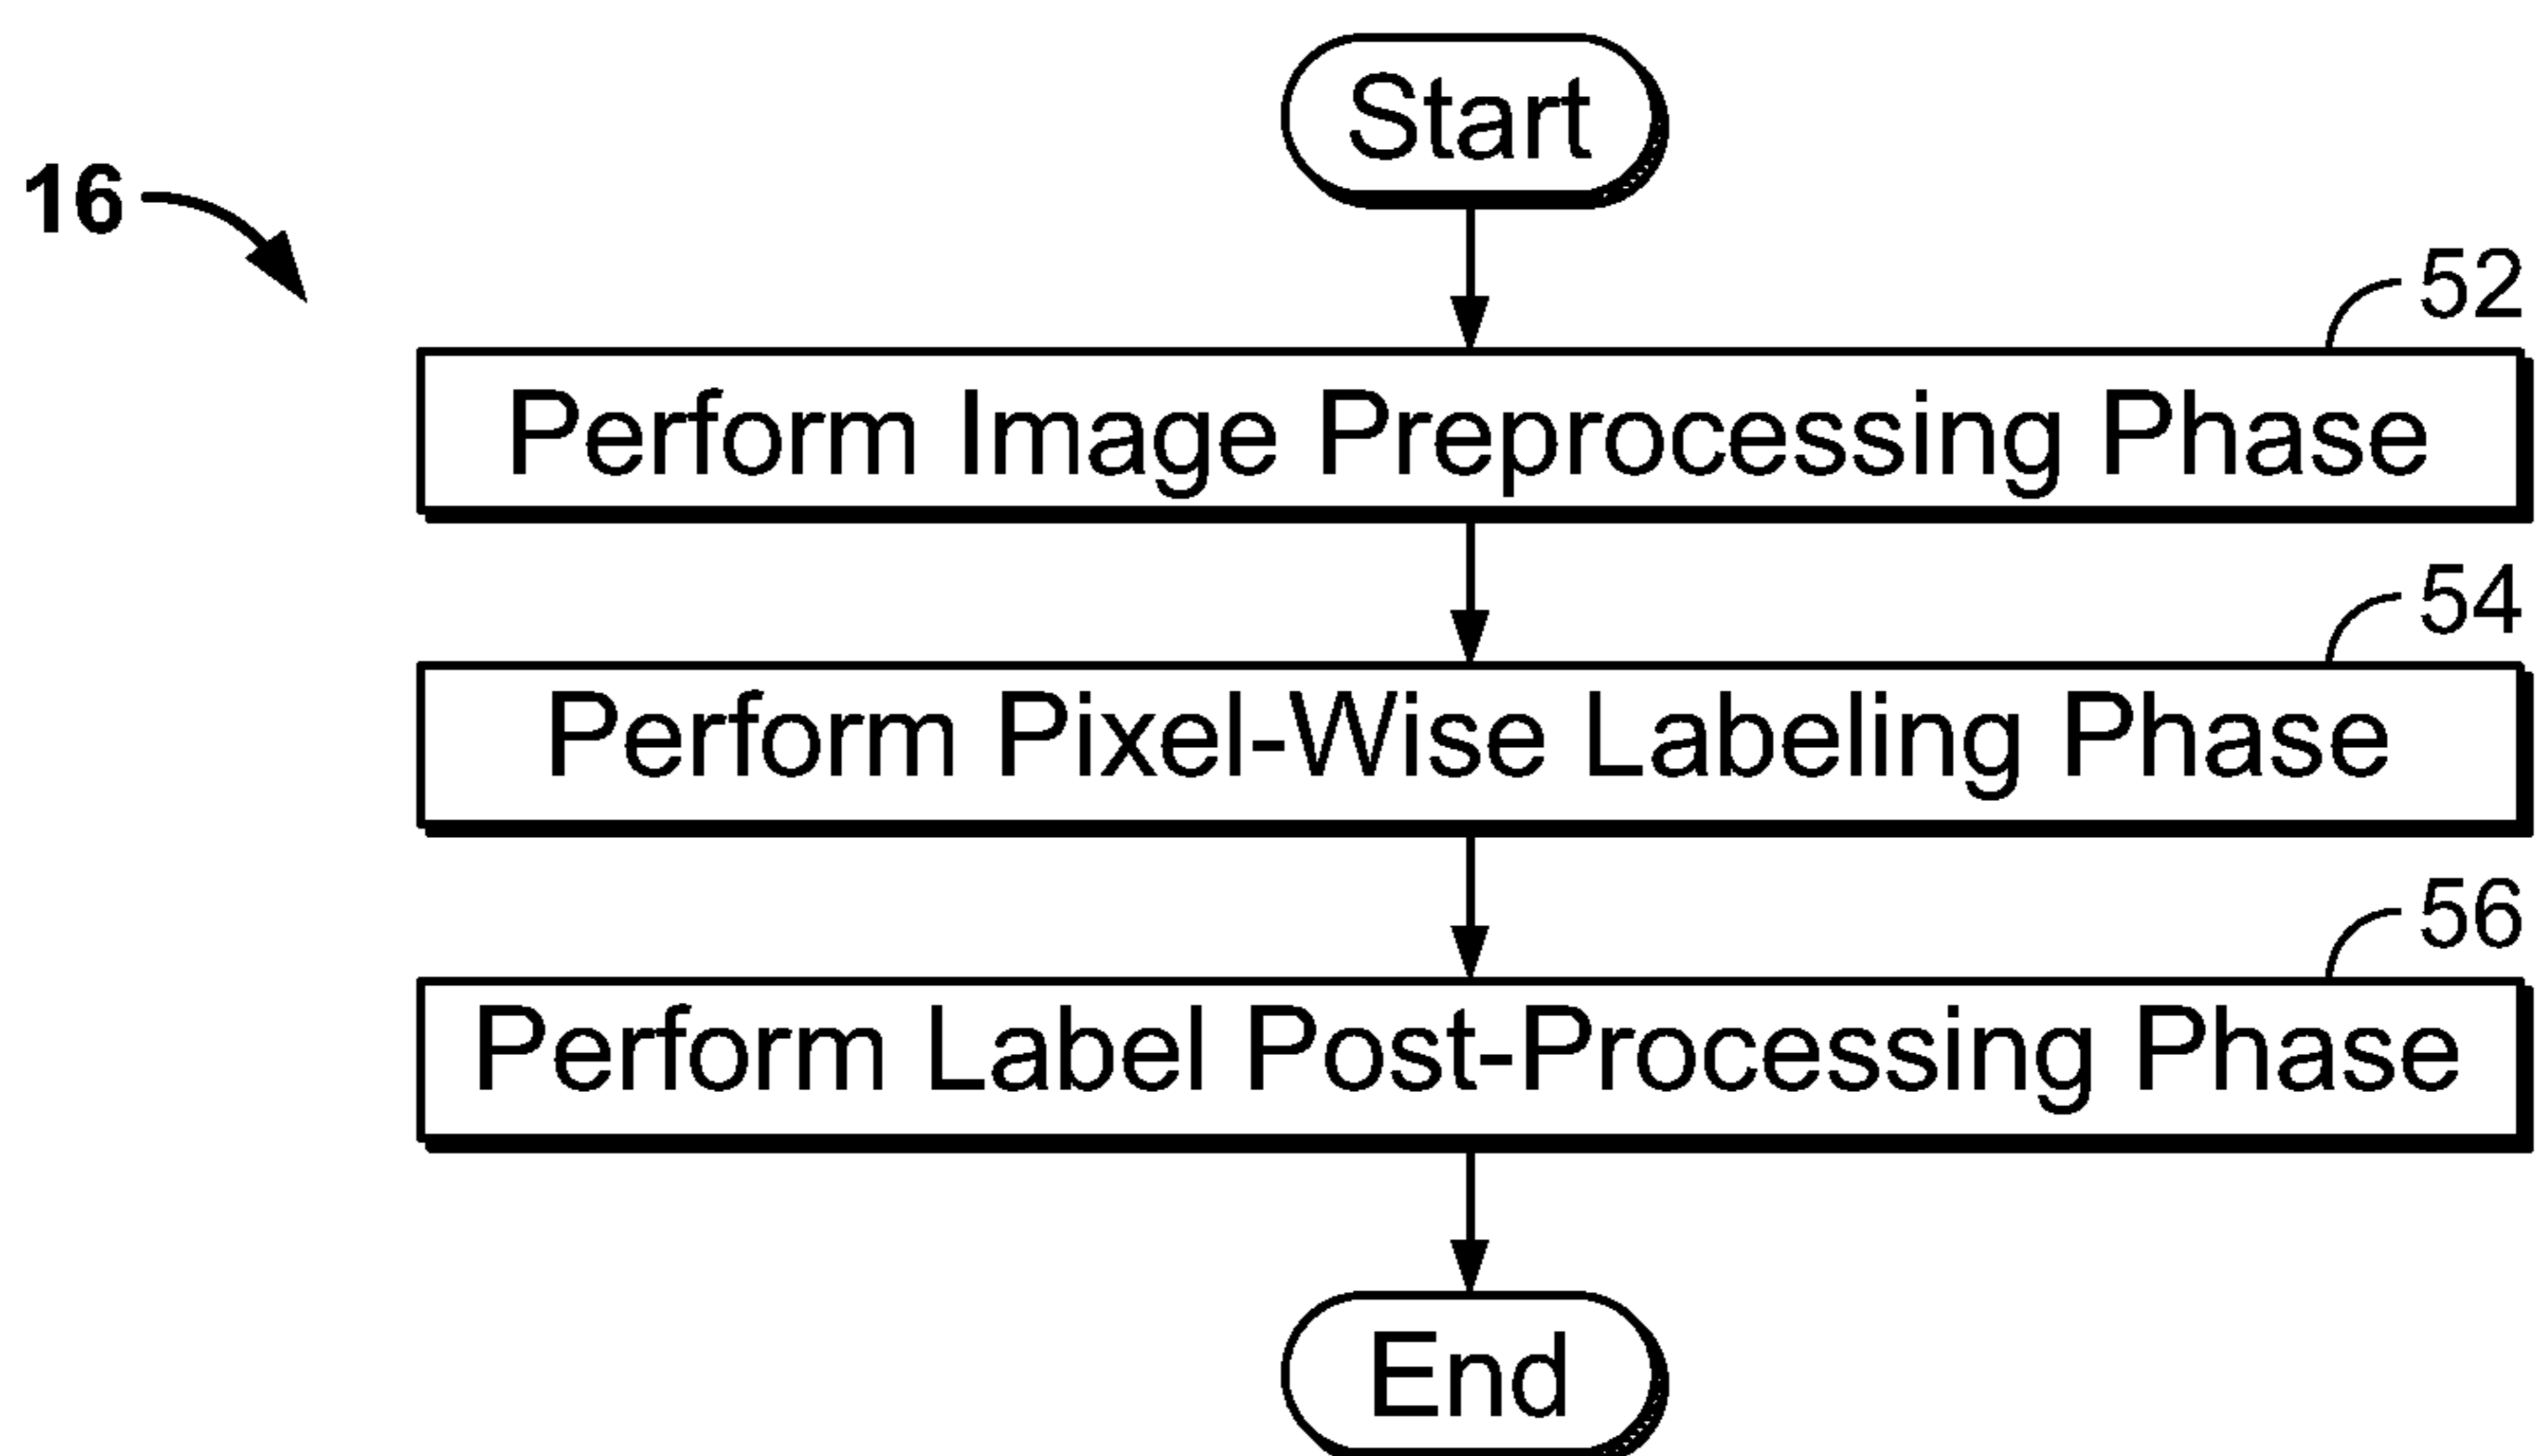 Start
16
52
Perform Image Preprocessing Phase
54
Perform Pixel-Wise Labeling Phase
56
Perform Label Post-Processing Phase
End